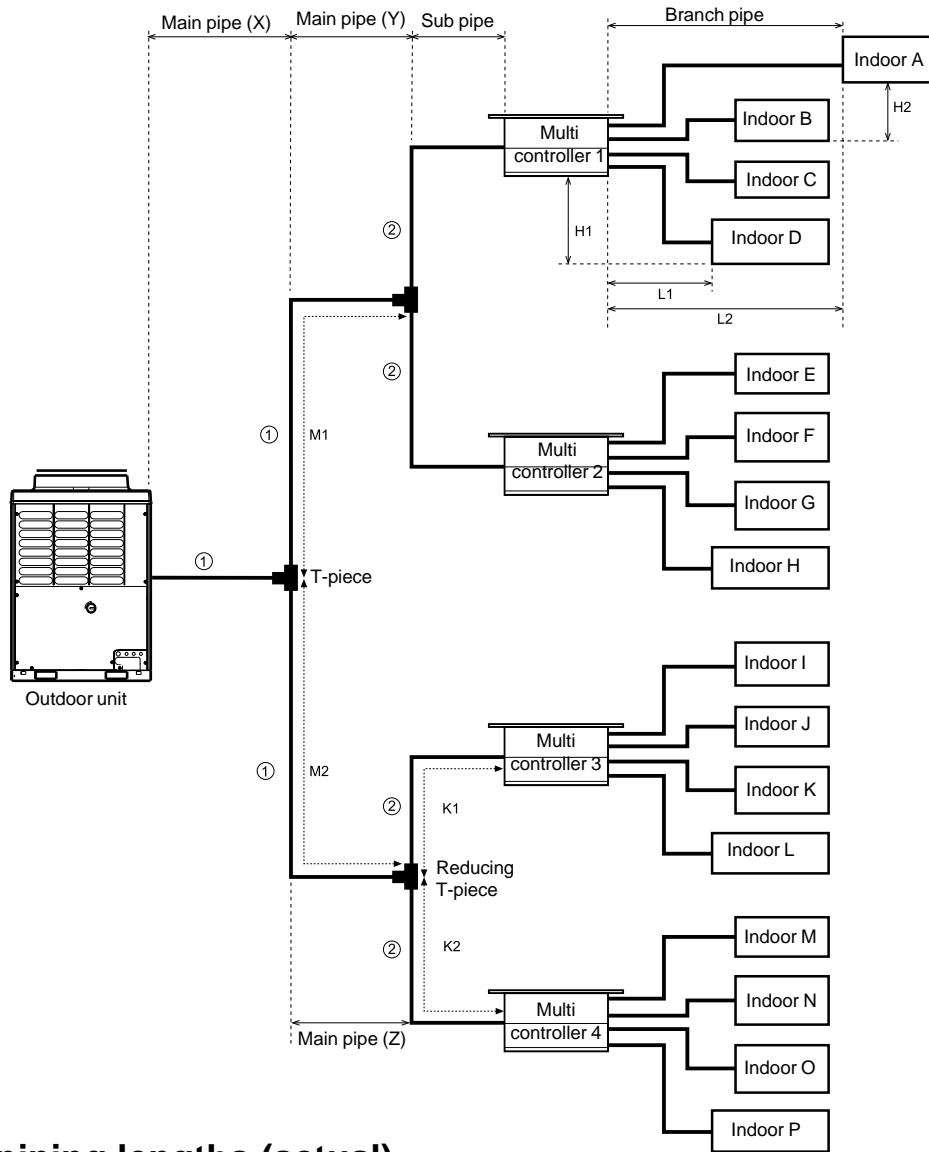 Main pipe (X)
Main pipe (Y)
Sub pipe
Branch pipe
Indoor A
H2
Multi
controller 1
Indoor B
Indoor C
②
H1
Indoor D
L1
L2
②
Indoor E
①
M1
Multi
controller 2
Indoor F
Indoor G
①
T-piece
Indoor H
Outdoor unit
Indoor I
①
M2
Multi
controller 3
Indoor J
②
K1
Indoor K
Reducing
T-piece
Indoor L
②
K2
Indoor M
Main pipe (Z)
Multi
controller 4
Indoor N
Indoor O
Indoor P